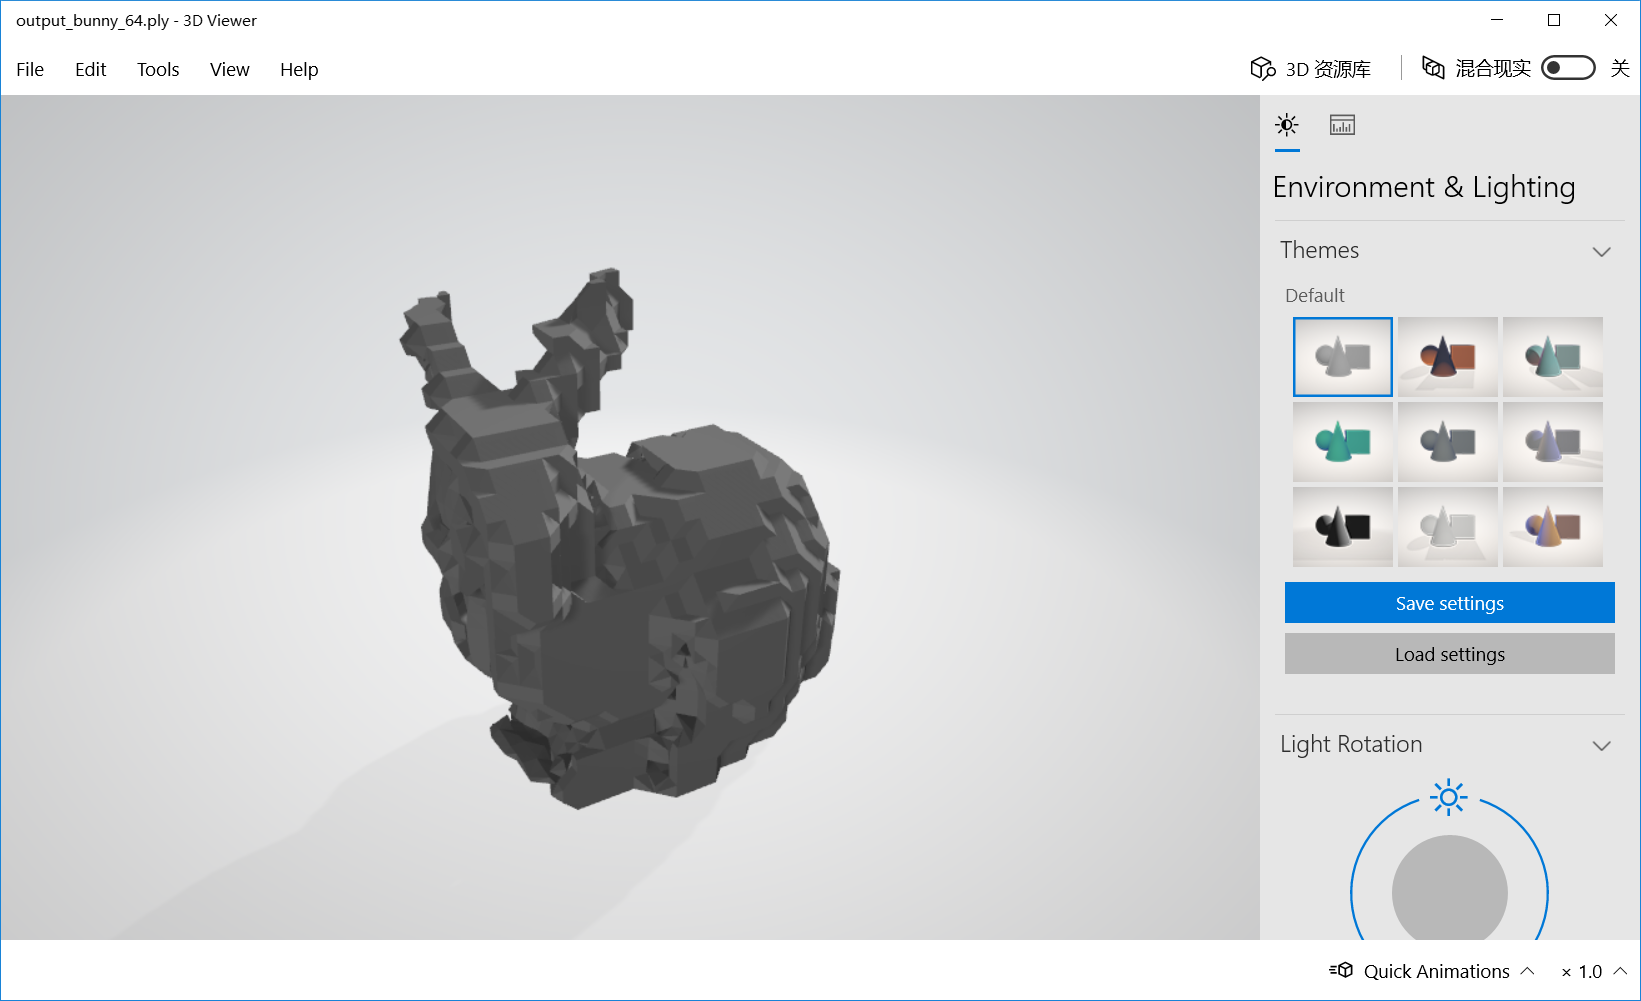 output_bunny_64.ply - 3D Viewer
File Edit Tools View Help 3D 资源库 混合现实 关
Environment & Lighting
Themes
Default
Save settings
Load settings
Light Rotation
Quick Animations × 1.0